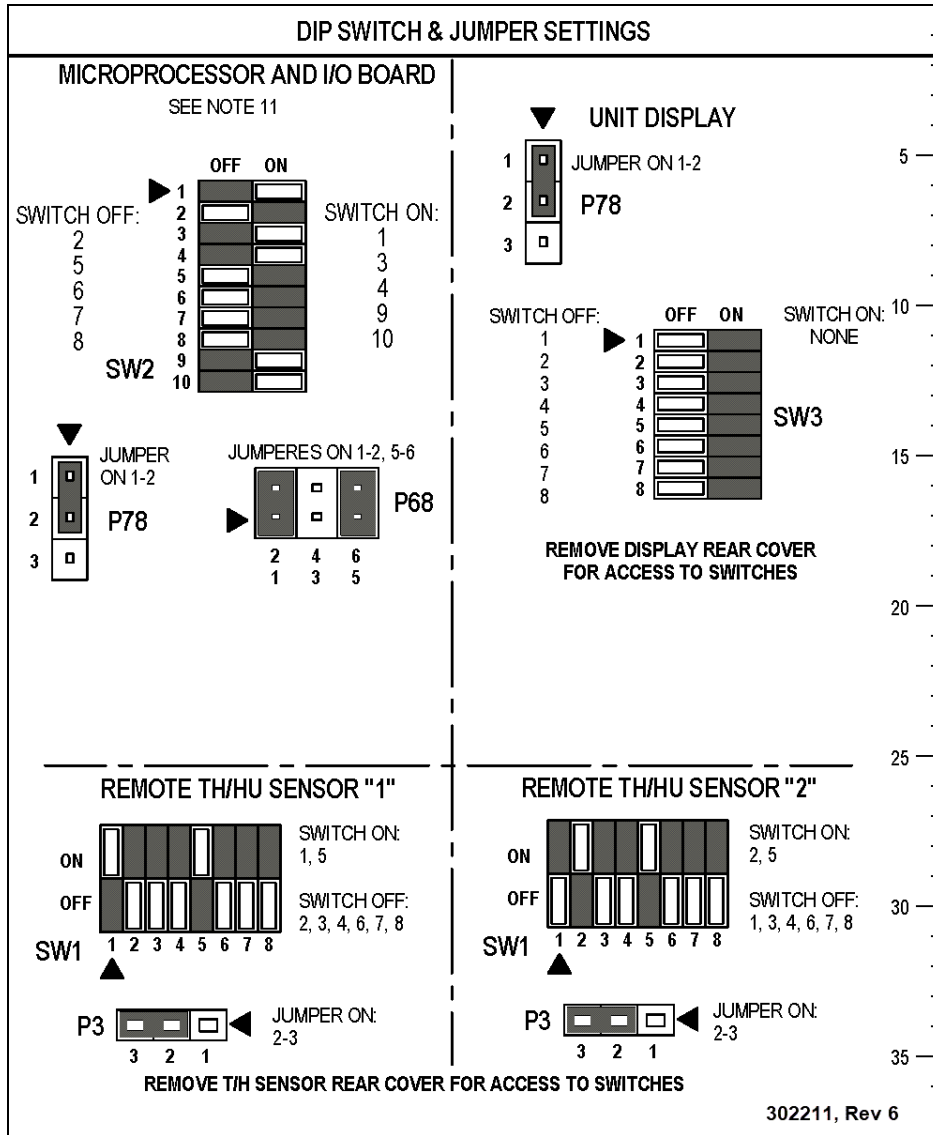 DIP SWITCH & JUMPER SETTINGS
MICROPROCESSOR AND I/O BOARD
SEE NOTE 11
OFF ON
SWITCH OFF:
2
5
6
7
8
1
2
3
4
5
6
7
8
9
10
SW2
SWITCH ON:
1
3
4
9
10
1
2
3
JUMPER
ON 1-2
P78
JUMPERES ON 1-2, 5-6
P68
2 4 6
1 3 5
UNIT DISPLAY
1
2
3
JUMPER ON 1-2
P78
SWITCH OFF:
1
2
3
4
5
6
7
8
OFF ON
1
2
3
4
5
6
7
8
SWITCH ON:
NONE
SW3
REMOVE DISPLAY REAR COVER
FOR ACCESS TO SWITCHES
REMOTE TH/HU SENSOR "1"
ON
OFF
SW1
1 2 3 4 5 6 7 8
SWITCH ON:
1, 5
SWITCH OFF:
2, 3, 4, 6, 7, 8
P3
3 2 1
JUMPER ON:
2-3
REMOTE TH/HU SENSOR "2"
ON
OFF
SW1
1 2 3 4 5 6 7 8
SWITCH ON:
2, 5
SWITCH OFF:
1, 3, 4, 6, 7, 8
P3
3 2 1
JUMPER ON:
2-3
REMOVE T/H SENSOR REAR COVER FOR ACCESS TO SWITCHES
5
10
15
20
25
30
35
302211, Rev 6